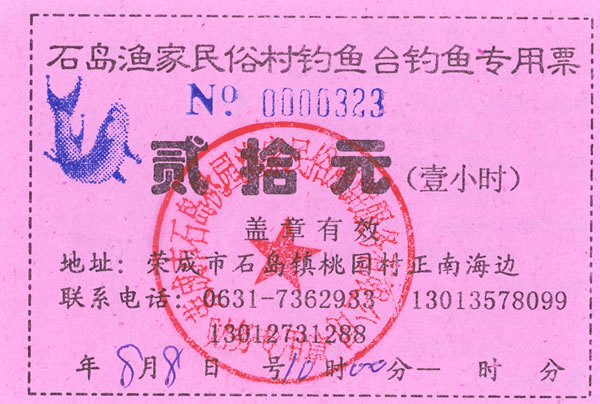 石岛渔家民俗村钓鱼台钓鱼专用票
No. 0000323
贰拾元(壹小时)
盖章有效
地址：荣成市石岛镇桃园村正南海边
联系电话：0631-7362933 13013578099
13012731288
年8月8日 号10时00分— 时 分